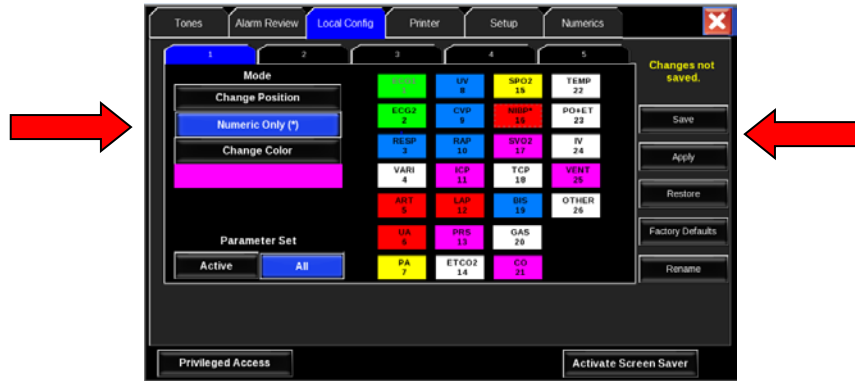 Tones
Alarm Review
Local Config
Printer
Setup
Numerics
1
2
3
4
5
Mode
Change Position
Numeric Only (*)
Change Color
Parameter Set
Active
All
ECG1
1
UV
8
SPO2
15
TEMP
22
ECG2
2
CVP
9
NIBP*
16
PO+ET
23
RESP
3
RAP
10
SVO2
17
IV
24
VARI
4
ICP
11
TCP
18
VENT
25
ART
5
LAP
12
BIS
19
OTHER
26
UA
6
PRS
13
GAS
20
PA
7
ETCO2
14
CO
21
Changes not
saved.
Save
Apply
Restore
Factory Defaults
Rename
Privileged Access
Activate Screen Saver